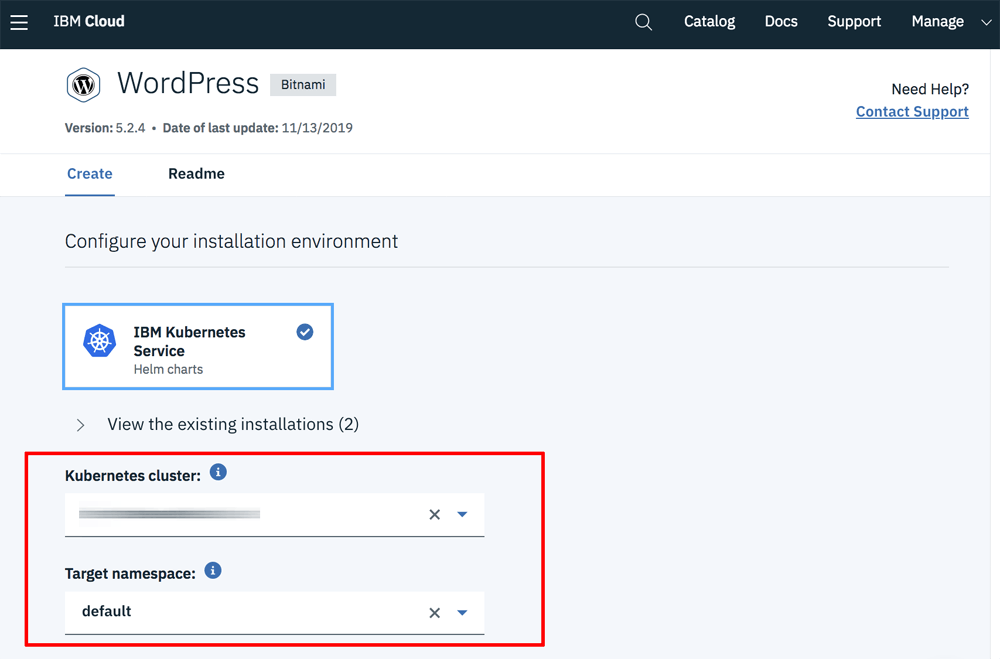 IBM Cloud
Catalog
Docs
Support
Manage
WordPress
Bitnami
Version: 5.2.4 • Date of last update: 11/13/2019
Need Help?
Contact Support
Create
Readme
Configure your installation environment
IBM Kubernetes
Service
Helm charts
View the existing installations (2)
Kubernetes cluster:
Target namespace:
default